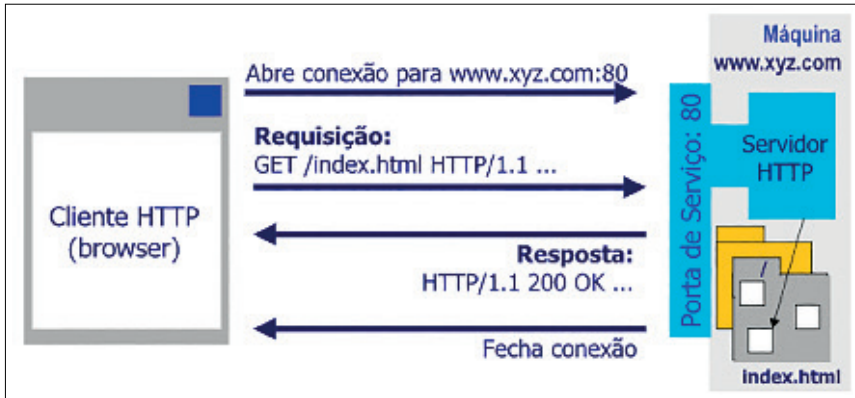 Máquina
www.xyz.com
Abre conexão para www.xyz.com:80
Requisição:
GET /index.html HTTP/1.1 ...
Cliente HTTP
(browser)
Resposta:
HTTP/1.1 200 OK ...
Fecha conexão
Porta de Serviço: 80
Servidor
HTTP
/
index.html